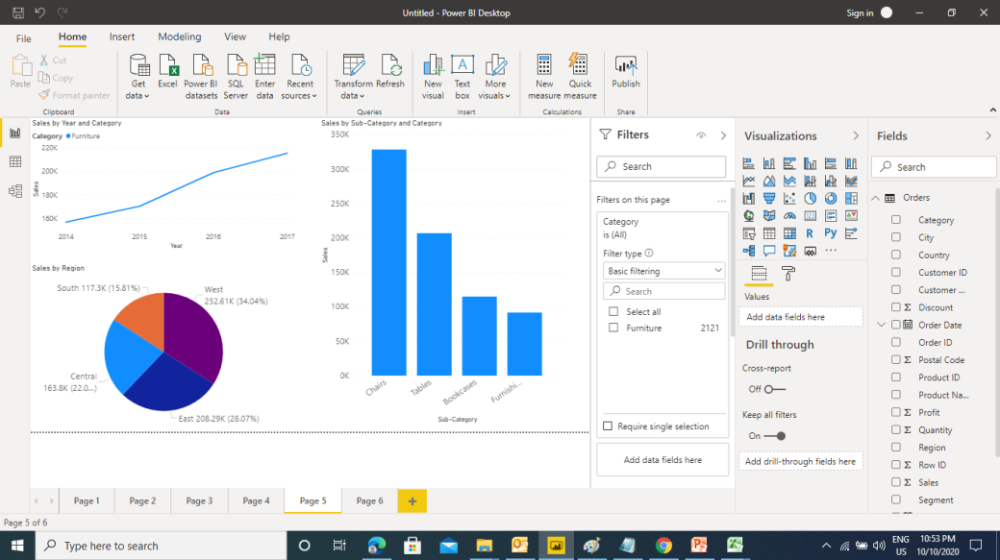 Untitled - Power BI Desktop
Sign in
File
Home
Insert
Modeling
View
Help
Paste
Cut
Copy
Format painter
Clipboard
Get data
Excel
Power BI datasets
SQL Server
Enter data
Recent sources
Data
Transform data
Refresh
Queries
New visual
Text box
More visuals
Insert
New measure
Quick measure
Calculations
Publish
Share
Sales by Year and Category
Category Furniture
220K
200K
180K
160K
Sales
2014
2015
2016
2017
Year
Sales by Region
South 117.3K (15.81%)
West
252.61K (34.04%)
Central
163.8K (22.0...)
East 208.29K (28.07%)
Sales by Sub-Category and Category
350K
300K
250K
200K
150K
100K
50K
0K
Sales
Chairs
Tables
Bookcases
Furnishi...
Sub-Category
Filters
Search
Filters on this page
...
Category
is (All)
Filter type
Basic filtering
Search
Select all
Furniture 2121
Require single selection
Add data fields here
Visualizations
R
Py
...
Values
Add data fields here
Drill through
Cross-report
Off
Keep all filters
On
Add drill-through fields here
Fields
Search
Orders
Category
City
Country
Customer ID
Customer ...
Σ Discount
Order Date
Order ID
Σ Postal Code
Product ID
Product Na...
Σ Profit
Σ Quantity
Region
Σ Row ID
Σ Sales
Segment
Page 1
Page 2
Page 3
Page 4
Page 5
Page 6
+
Page 5 of 6
Type here to search
ENG
US
10:53 PM
10/10/2020